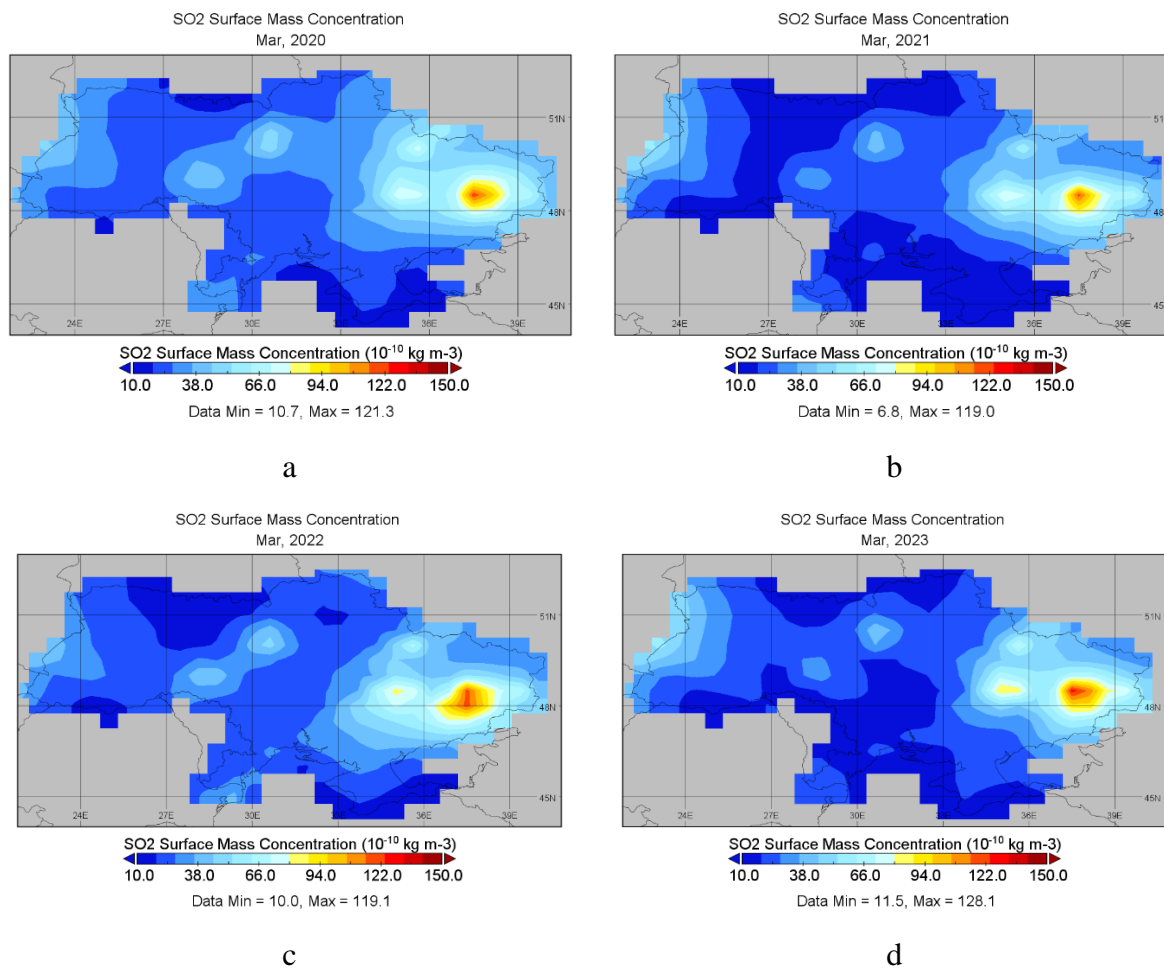 SO2 Surface Mass Concentration
Mar, 2020
51N
48N
45N
24E 27E 30E 33E 36E 39E
SO2 Surface Mass Concentration (10⁻¹⁰ kg m-3)
10.0 38.0 66.0 94.0 122.0 150.0
Data Min = 10.7, Max = 121.3
a
SO2 Surface Mass Concentration
Mar, 2021
51N
48N
45N
24E 27E 30E 33E 36E 39E
SO2 Surface Mass Concentration (10⁻¹⁰ kg m-3)
10.0 38.0 66.0 94.0 122.0 150.0
Data Min = 6.8, Max = 119.0
b
SO2 Surface Mass Concentration
Mar, 2022
51N
48N
45N
24E 27E 30E 33E 36E 39E
SO2 Surface Mass Concentration (10⁻¹⁰ kg m-3)
10.0 38.0 66.0 94.0 122.0 150.0
Data Min = 10.0, Max = 119.1
c
SO2 Surface Mass Concentration
Mar, 2023
51N
48N
45N
24E 27E 30E 33E 36E 39E
SO2 Surface Mass Concentration (10⁻¹⁰ kg m-3)
10.0 38.0 66.0 94.0 122.0 150.0
Data Min = 11.5, Max = 128.1
d